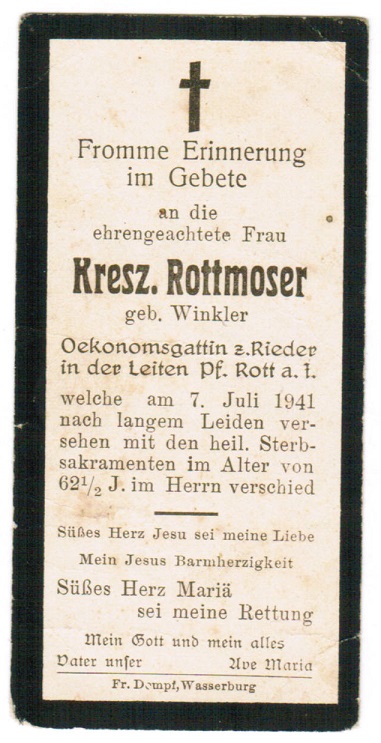 Fromme Erinnerung
im Gebete
an die
ehrengeachtete Frau
Kresz. Rottmoser
geb. Winkler
Oekonomsgattin z. Rieder
in der Leiten Pf. Rott a. I.
welche am 7. Juli 1941
nach langem Leiden ver-
sehen mit den heil. Sterb-
sakramenten im Alter von
62½ J. im Herrn verschied
Süßes Herz Jesu sei meine Liebe
Mein Jesus Barmherzigkeit
Süßes Herz Mariä
sei meine Rettung
Mein Gott und mein alles
Vater unser Ave Maria
Fr. Dempf, Wasserburg